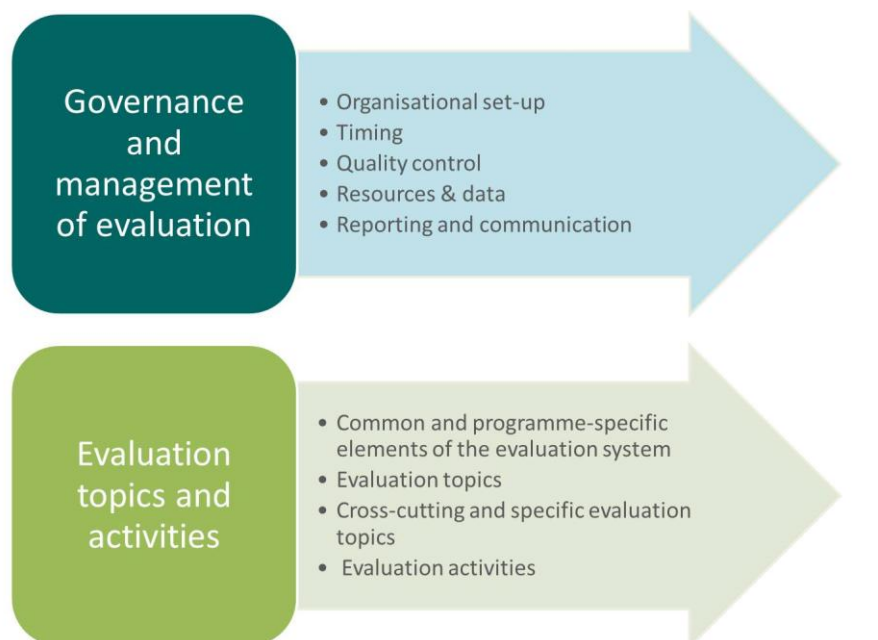 Governance
and
management
of evaluation
• Organisational set-up
• Timing
• Quality control
• Resources & data
• Reporting and communication
Evaluation
topics and
activities
• Common and programme-specific
elements of the evaluation system
• Evaluation topics
• Cross-cutting and specific evaluation
topics
• Evaluation activities